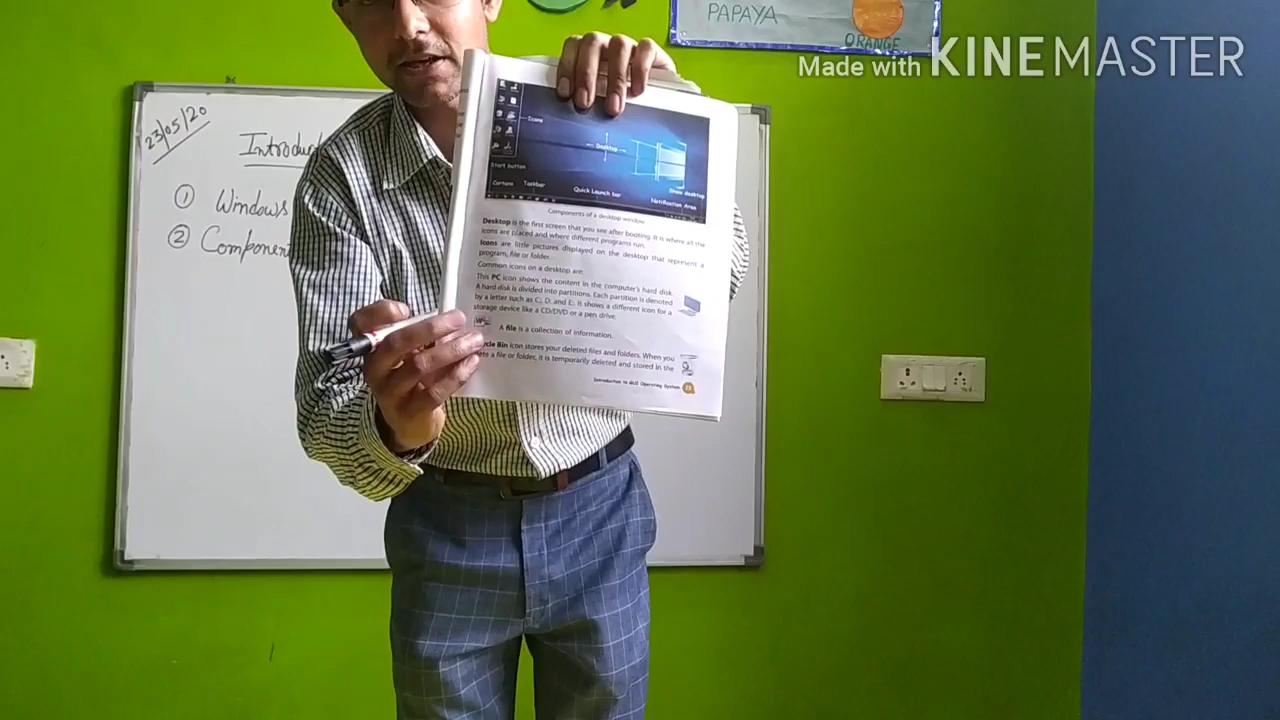 PAPAYA
ORANGE
Made with KINEMASTER
23/05/20
Introduct
① Windows
② Component
Icons
Desktop
Start button
Cortana Taskbar
Quick Launch bar
Show desktop
Notification Area
Components of a desktop window
Desktop is the first screen that you see after booting. It is where all the
icons are placed and where different programs run.
Icons are little pictures displayed on the desktop that represent a
program, file or folder.
Common icons on a desktop are:
This PC icon shows the content in the computer's hard disk.
A hard disk is divided into partitions. Each partition is denoted
by a letter such as C:, D: and E:. It shows a different icon for a
storage device like a CD/DVD or a pen drive.
A file is a collection of information.
cycle Bin icon stores your deleted files and folders. When you
ete a file or folder, it is temporarily deleted and stored in the
Introduction to GUI Operating System 23